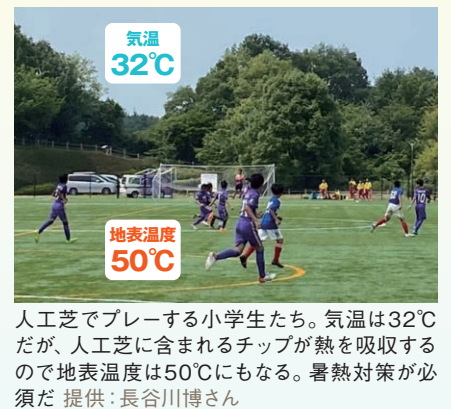 気温
32℃
地表温度
50℃
人工芝でプレーする小学生たち。気温は32℃
だが、人工芝に含まれるチップが熱を吸収する
ので地表温度は50℃にもなる。暑熱対策が必
須だ 提供:長谷川博さん